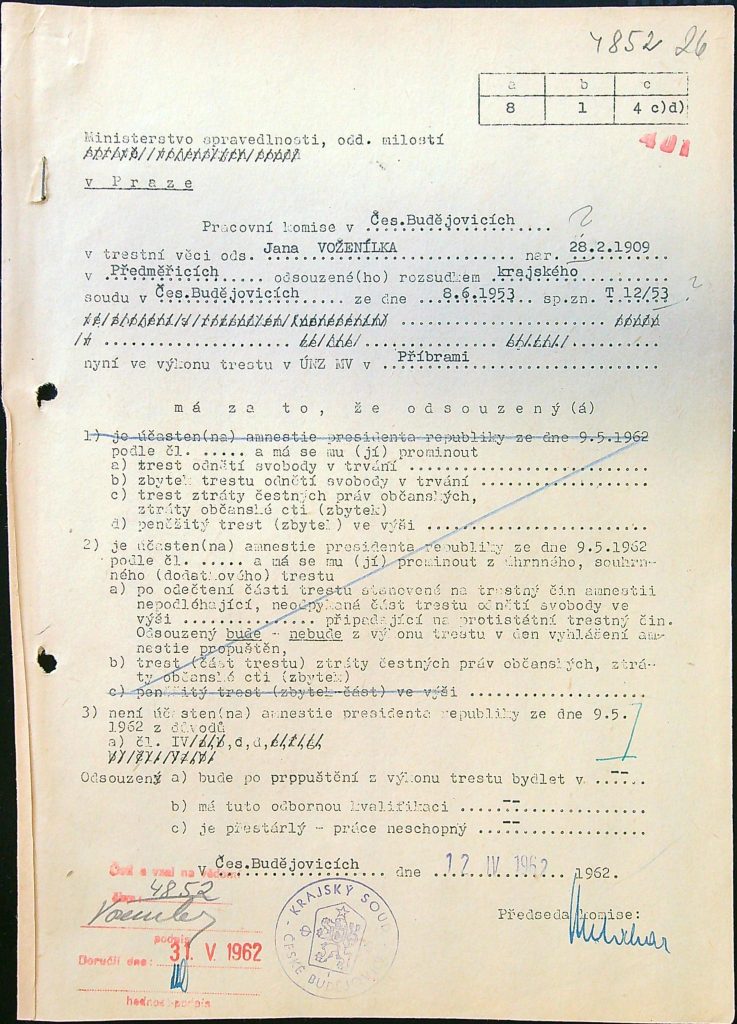 4852 26
a b c
8 1 4 c)d)
401
Ministerstvo spravedlnosti, odd. milostí
v Praze
Pracovní komise v Čes.Budějovicích
v trestní věci ods. Jana VOŽENÍLKA nar. 28.2.1909
v Předměřicích odsouzené(ho) rozsudkem krajského
soudu v Čes.Budějovicích ze dne 8.6.1953 sp.zn. T 12/53
nyní ve výkonu trestu v ÚNZ MV v Příbrami
má za to, že odsouzený(á)
1) je účasten(na) amnestie presidenta republiky ze dne 9.5.1962
podle čl. ..... a má se mu (jí) prominout
a) trest odnětí svobody v trvání ....................
b) zbytek trestu odnětí svobody v trvání ..................
c) trest ztráty čestných práv občanských,
ztráty občanské cti (zbytek)
d) peněžitý trest (zbytek) ve výši ......................
2) je účasten(na) amnestie presidenta republiky ze dne 9.5.1962
podle čl. ..... a má se mu (jí) prominout z úhrnného, souhrn-
ného (dodatkového) trestu
a) po odečtení části trestu stanovené na trestný čin amnestii
nepodléhající, neodpykaná část trestu odnětí svobody ve
výši ............... připadající na protistátní trestný čin.
Odsouzený bude - nebude z výkonu trestu v den vyhlášení am-
nestie propuštěn,
b) trest (část trestu) ztráty čestných práv občanských, ztrá-
ty občanské cti (zbytek)
c) peněžitý trest (zbytek-část) ve výši ..................
3) není účasten(na) amnestie presidenta republiky ze dne 9.5.
1962 z důvodů
a) čl. IV c,d,
Odsouzený a) bude po prppuštění z výkonu trestu bydlet v ..--..
b) má tuto odbornou kvalifikaci ....--............
c) je přestárlý - práce neschopný ....--............
V Čes.Budějovicích dne 12 IV 1962 1962.
Četl a vzal na vědomí
4852
Předseda komise:
podpis
Doručil dne: 31. V 1962
hodnost-podpis
KRAJSKÝ SOUD
ČESKÉ BUDĚJOVICE